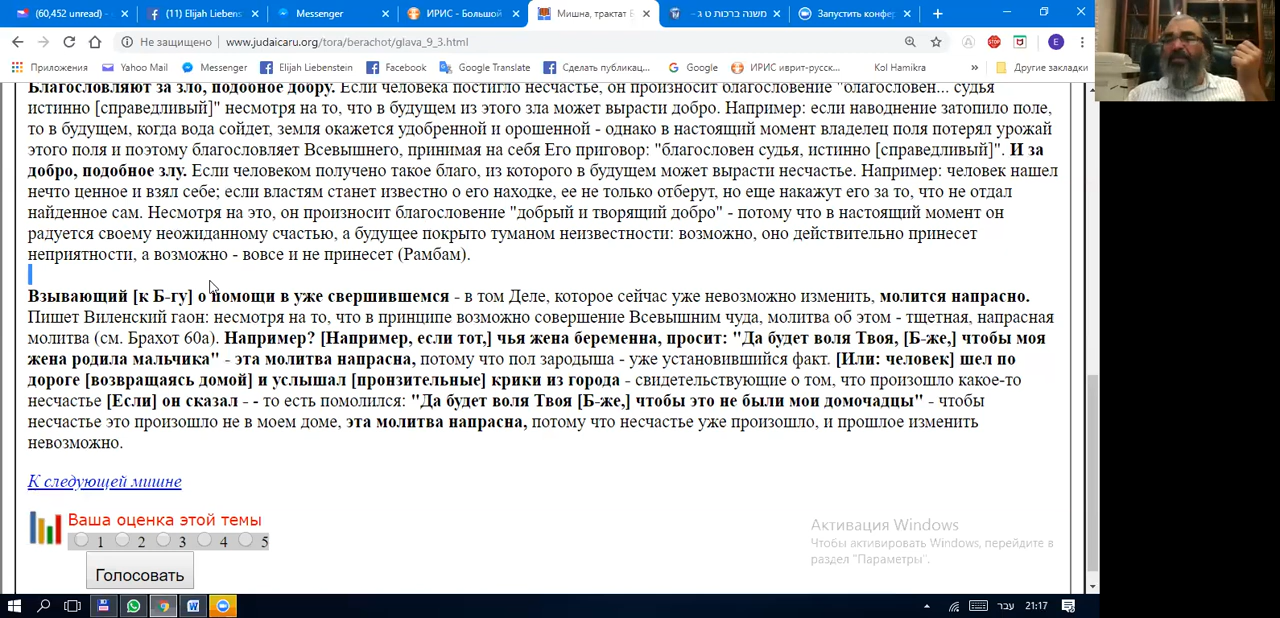 (60,452 unread) -
(11) Elijah Liebens
Messenger
ИРИС - Большой
Мишна, трактат Б
משנה ברכות ט ג –
Запустить конфер
Не защищено | www.judaicaru.org/tora/berachot/glava_9_3.html
Приложения Yahoo Mail Messenger Elijah Liebenstein Facebook Google Translate Сделать публикац... Google ИРИС иврит-русск... Kol Hamikra » Другие закладки
Благословляют за зло, подобное добру. Если человека постигло несчастье, он произносит благословение "благословен... судья
истинно [справедливый]" несмотря на то, что в будущем из этого зла может вырасти добро. Например: если наводнение затопило поле,
то в будущем, когда вода сойдет, земля окажется удобренной и орошенной - однако в настоящий момент владелец поля потерял урожай
этого поля и поэтому благословляет Всевышнего, принимая на себя Его приговор: "благословен судья, истинно [справедливый]". И за
добро, подобное злу. Если человеком получено такое благо, из которого в будущем может вырасти несчастье. Например: человек нашел
нечто ценное и взял себе; если властям станет известно о его находке, ее не только отберут, но еще накажут его за то, что не отдал
найденное сам. Несмотря на это, он произносит благословение "добрый и творящий добро" - потому что в настоящий момент он
радуется своему неожиданному счастью, а будущее покрыто туманом неизвестности: возможно, оно действительно принесет
неприятности, а возможно - вовсе и не принесет (Рамбам).
Взывающий [к Б-гу] о помощи в уже свершившемся - в том Деле, которое сейчас уже невозможно изменить, молится напрасно.
Пишет Виленский гаон: несмотря на то, что в принципе возможно совершение Всевышним чуда, молитва об этом - тщетная, напрасная
молитва (см. Брахот 60а). Например? [Например, если тот,] чья жена беременна, просит: "Да будет воля Твоя, [Б-же,] чтобы моя
жена родила мальчика" - эта молитва напрасна, потому что пол зародыша - уже установившийся факт. [Или: человек] шел по
дороге [возвращаясь домой] и услышал [пронзительные] крики из города - свидетельствующие о том, что произошло какое-то
несчастье [Если] он сказал - - то есть помолился: "Да будет воля Твоя [Б-же,] чтобы это не были мои домочадцы" - чтобы
несчастье это произошло не в моем доме, эта молитва напрасна, потому что несчастье уже произошло, и прошлое изменить
невозможно.
К следующей мишне
Ваша оценка этой темы
1 2 3 4 5
Голосовать
Активация Windows
Чтобы активировать Windows, перейдите в
раздел "Параметры".
עבר 21:17